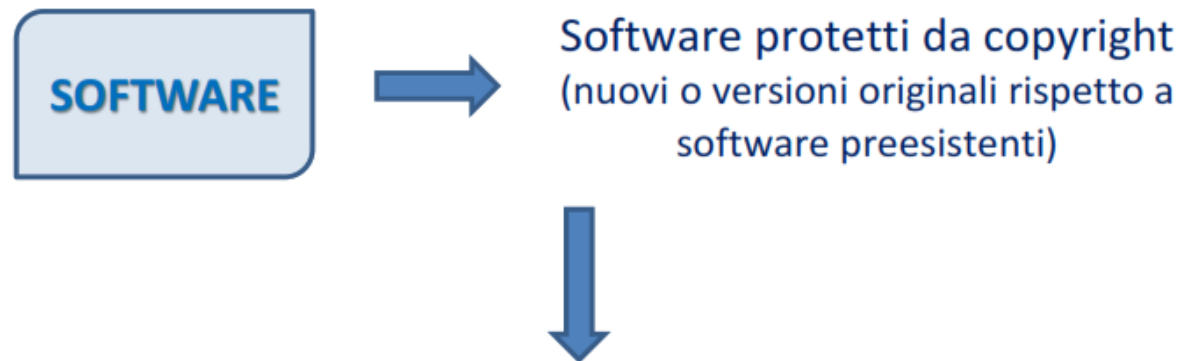 SOFTWARE
Software protetti da copyright
(nuovi o versioni originali rispetto a
software preesistenti)